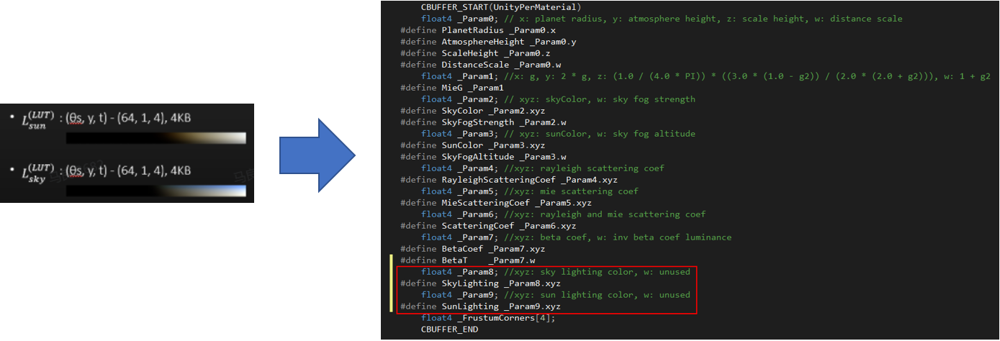 • L_sun^(LUT) : (θs, y, t) - (64, 1, 4), 4KB
• L_sky^(LUT) : (θs, y, t) - (64, 1, 4), 4KB
CBUFFER_START(UnityPerMaterial)
float4 _Param0; // x: planet radius, y: atmosphere height, z: scale height, w: distance scale
#define PlanetRadius _Param0.x
#define AtmosphereHeight _Param0.y
#define ScaleHeight _Param0.z
#define DistanceScale _Param0.w
float4 _Param1; //x: g, y: 2 * g, z: (1.0 / (4.0 * PI)) * ((3.0 * (1.0 - g2)) / (2.0 * (2.0 + g2))), w: 1 + g2
#define MieG _Param1
float4 _Param2; // xyz: skyColor, w: sky fog strength
#define SkyColor _Param2.xyz
#define SkyFogStrength _Param2.w
float4 _Param3; // xyz: sunColor, w: sky fog altitude
#define SunColor _Param3.xyz
#define SkyFogAltitude _Param3.w
float4 _Param4; //xyz: rayleigh scattering coef
#define RayleighScatteringCoef _Param4.xyz
float4 _Param5; //xyz: mie scattering coef
#define MieScatteringCoef _Param5.xyz
float4 _Param6; //xyz: rayleigh and mie scattering coef
#define ScatteringCoef _Param6.xyz
float4 _Param7; //xyz: beta coef, w: inv beta coef luminance
#define BetaCoef _Param7.xyz
#define BetaT    _Param7.w
float4 _Param8; //xyz: sky lighting color, w: unused
#define SkyLighting _Param8.xyz
float4 _Param9; //xyz: sun lighting color, w: unused
#define SunLighting _Param9.xyz
float4 _FrustumCorners[4];
CBUFFER_END